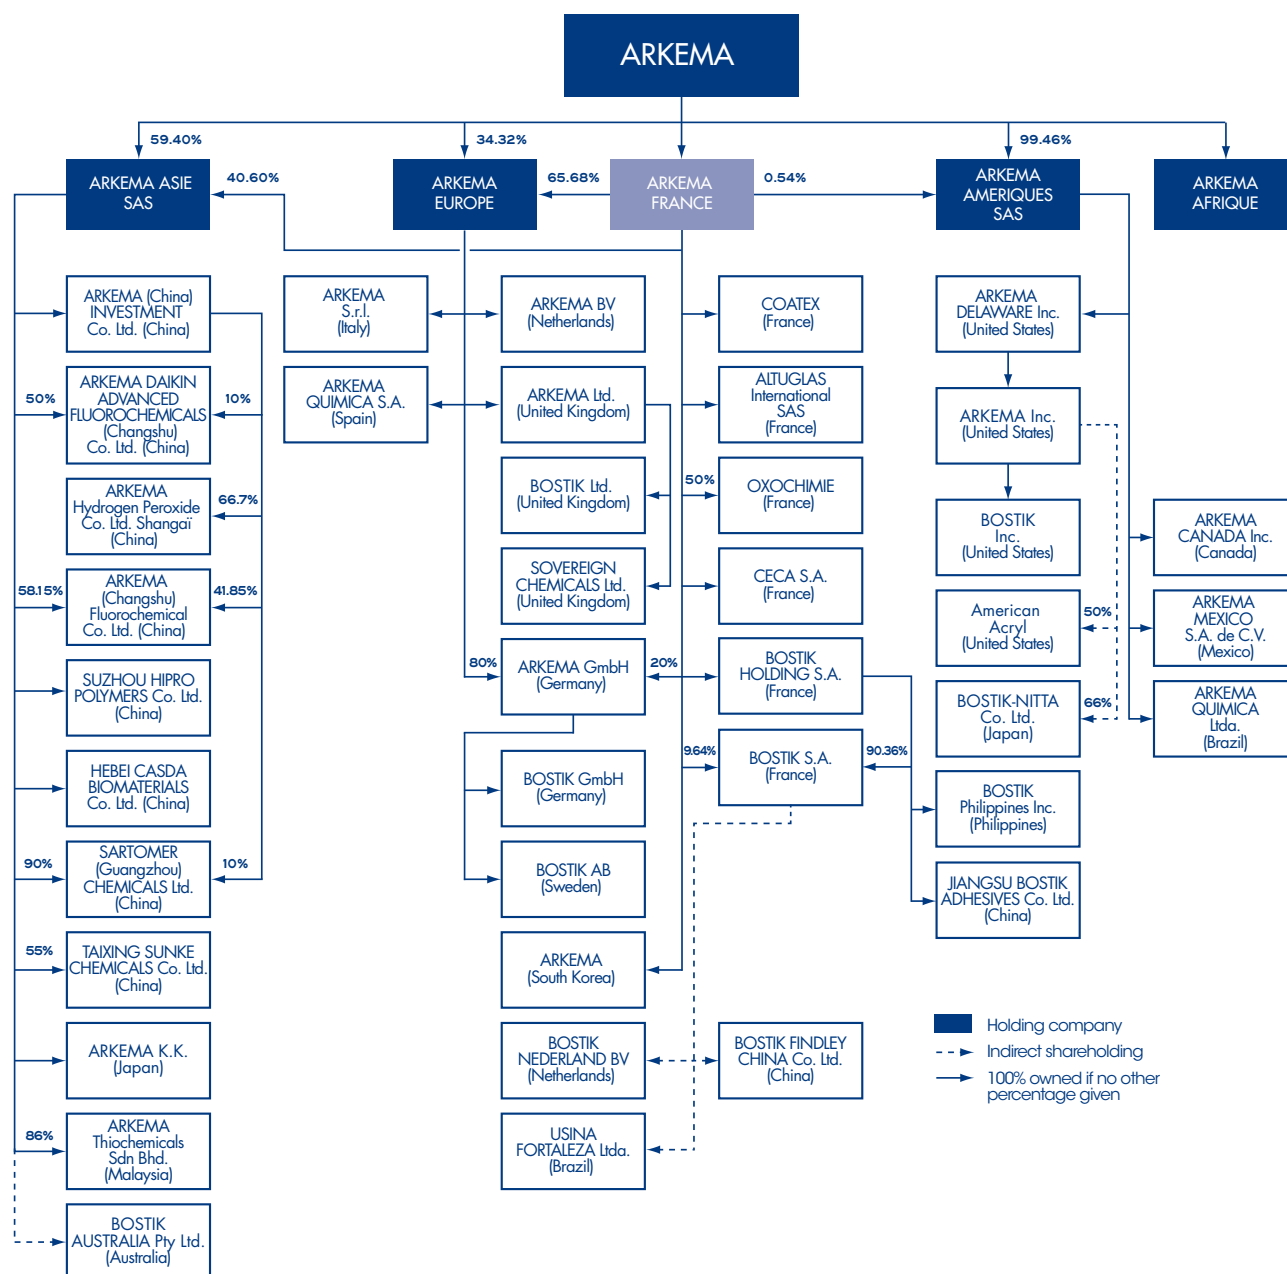 ARKEMA
59.40%
34.32%
99.46%
ARKEMA ASIE
SAS
40.60%
ARKEMA
EUROPE
65.68%
ARKEMA
FRANCE
0.54%
ARKEMA
AMERIQUES
SAS
ARKEMA
AFRIQUE
ARKEMA (China)
INVESTMENT
Co. Ltd. (China)
ARKEMA
S.r.l.
(Italy)
ARKEMA BV
(Netherlands)
COATEX
(France)
ARKEMA
DELAWARE Inc.
(United States)
50%
ARKEMA DAIKIN
ADVANCED
FLUOROCHEMICALS
(Changshu)
Co. Ltd. (China)
10%
ARKEMA
QUIMICA S.A.
(Spain)
ARKEMA Ltd.
(United Kingdom)
ALTUGLAS
International
SAS
(France)
ARKEMA Inc.
(United States)
ARKEMA
Hydrogen Peroxide
Co. Ltd. Shangaï
(China)
66.7%
BOSTIK Ltd.
(United Kingdom)
50%
OXOCHIMIE
(France)
BOSTIK
Inc.
(United States)
ARKEMA
CANADA Inc.
(Canada)
58.15%
ARKEMA
(Changshu)
Fluorochemical
Co. Ltd. (China)
41.85%
SOVEREIGN
CHEMICALS Ltd.
(United Kingdom)
CECA S.A.
(France)
American
Acryl
(United States)
50%
ARKEMA
MEXICO
S.A. de C.V.
(Mexico)
SUZHOU HIPRO
POLYMERS Co. Ltd.
(China)
80%
ARKEMA GmbH
(Germany)
20%
BOSTIK
HOLDING S.A.
(France)
BOSTIK-NITTA
Co. Ltd.
(Japan)
66%
ARKEMA
QUIMICA
Ltda.
(Brazil)
HEBEI CASDA
BIOMATERIALS
Co. Ltd. (China)
BOSTIK GmbH
(Germany)
9.64%
BOSTIK S.A.
(France)
90.36%
BOSTIK
Philippines Inc.
(Philippines)
90%
SARTOMER
(Guangzhou)
CHEMICALS Ltd.
(China)
10%
BOSTIK AB
(Sweden)
JIANGSU BOSTIK
ADHESIVES Co. Ltd.
(China)
55%
TAIXING SUNKE
CHEMICALS Co. Ltd.
(China)
ARKEMA
(South Korea)
ARKEMA K.K.
(Japan)
BOSTIK
NEDERLAND BV
(Netherlands)
BOSTIK FINDLEY
CHINA Co. Ltd.
(China)
Holding company
Indirect shareholding
100% owned if no other
percentage given
86%
ARKEMA
Thiochemicals
Sdn Bhd.
(Malaysia)
USINA
FORTALEZA Ltda.
(Brazil)
BOSTIK
AUSTRALIA Pty Ltd.
(Australia)